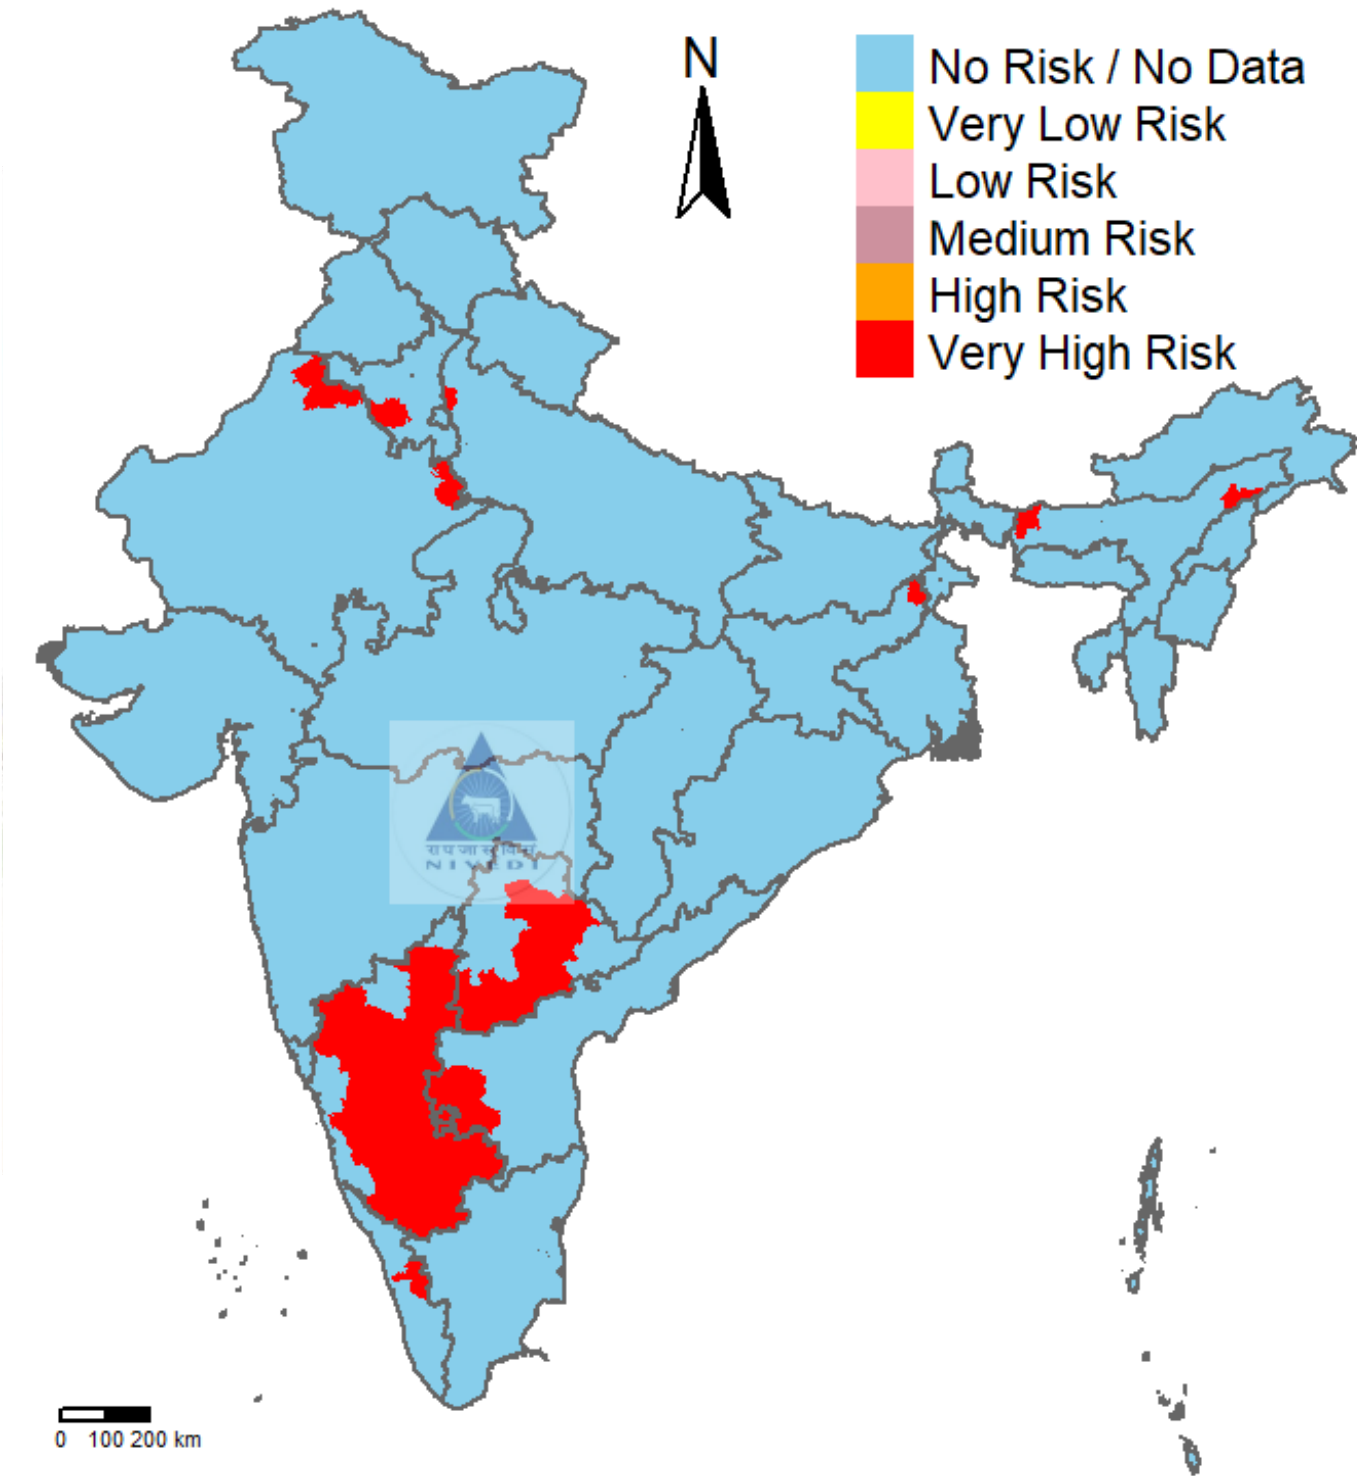 N
No Risk / No Data
Very Low Risk
Low Risk
Medium Risk
High Risk
Very High Risk
NIVEDI
0 100 200 km